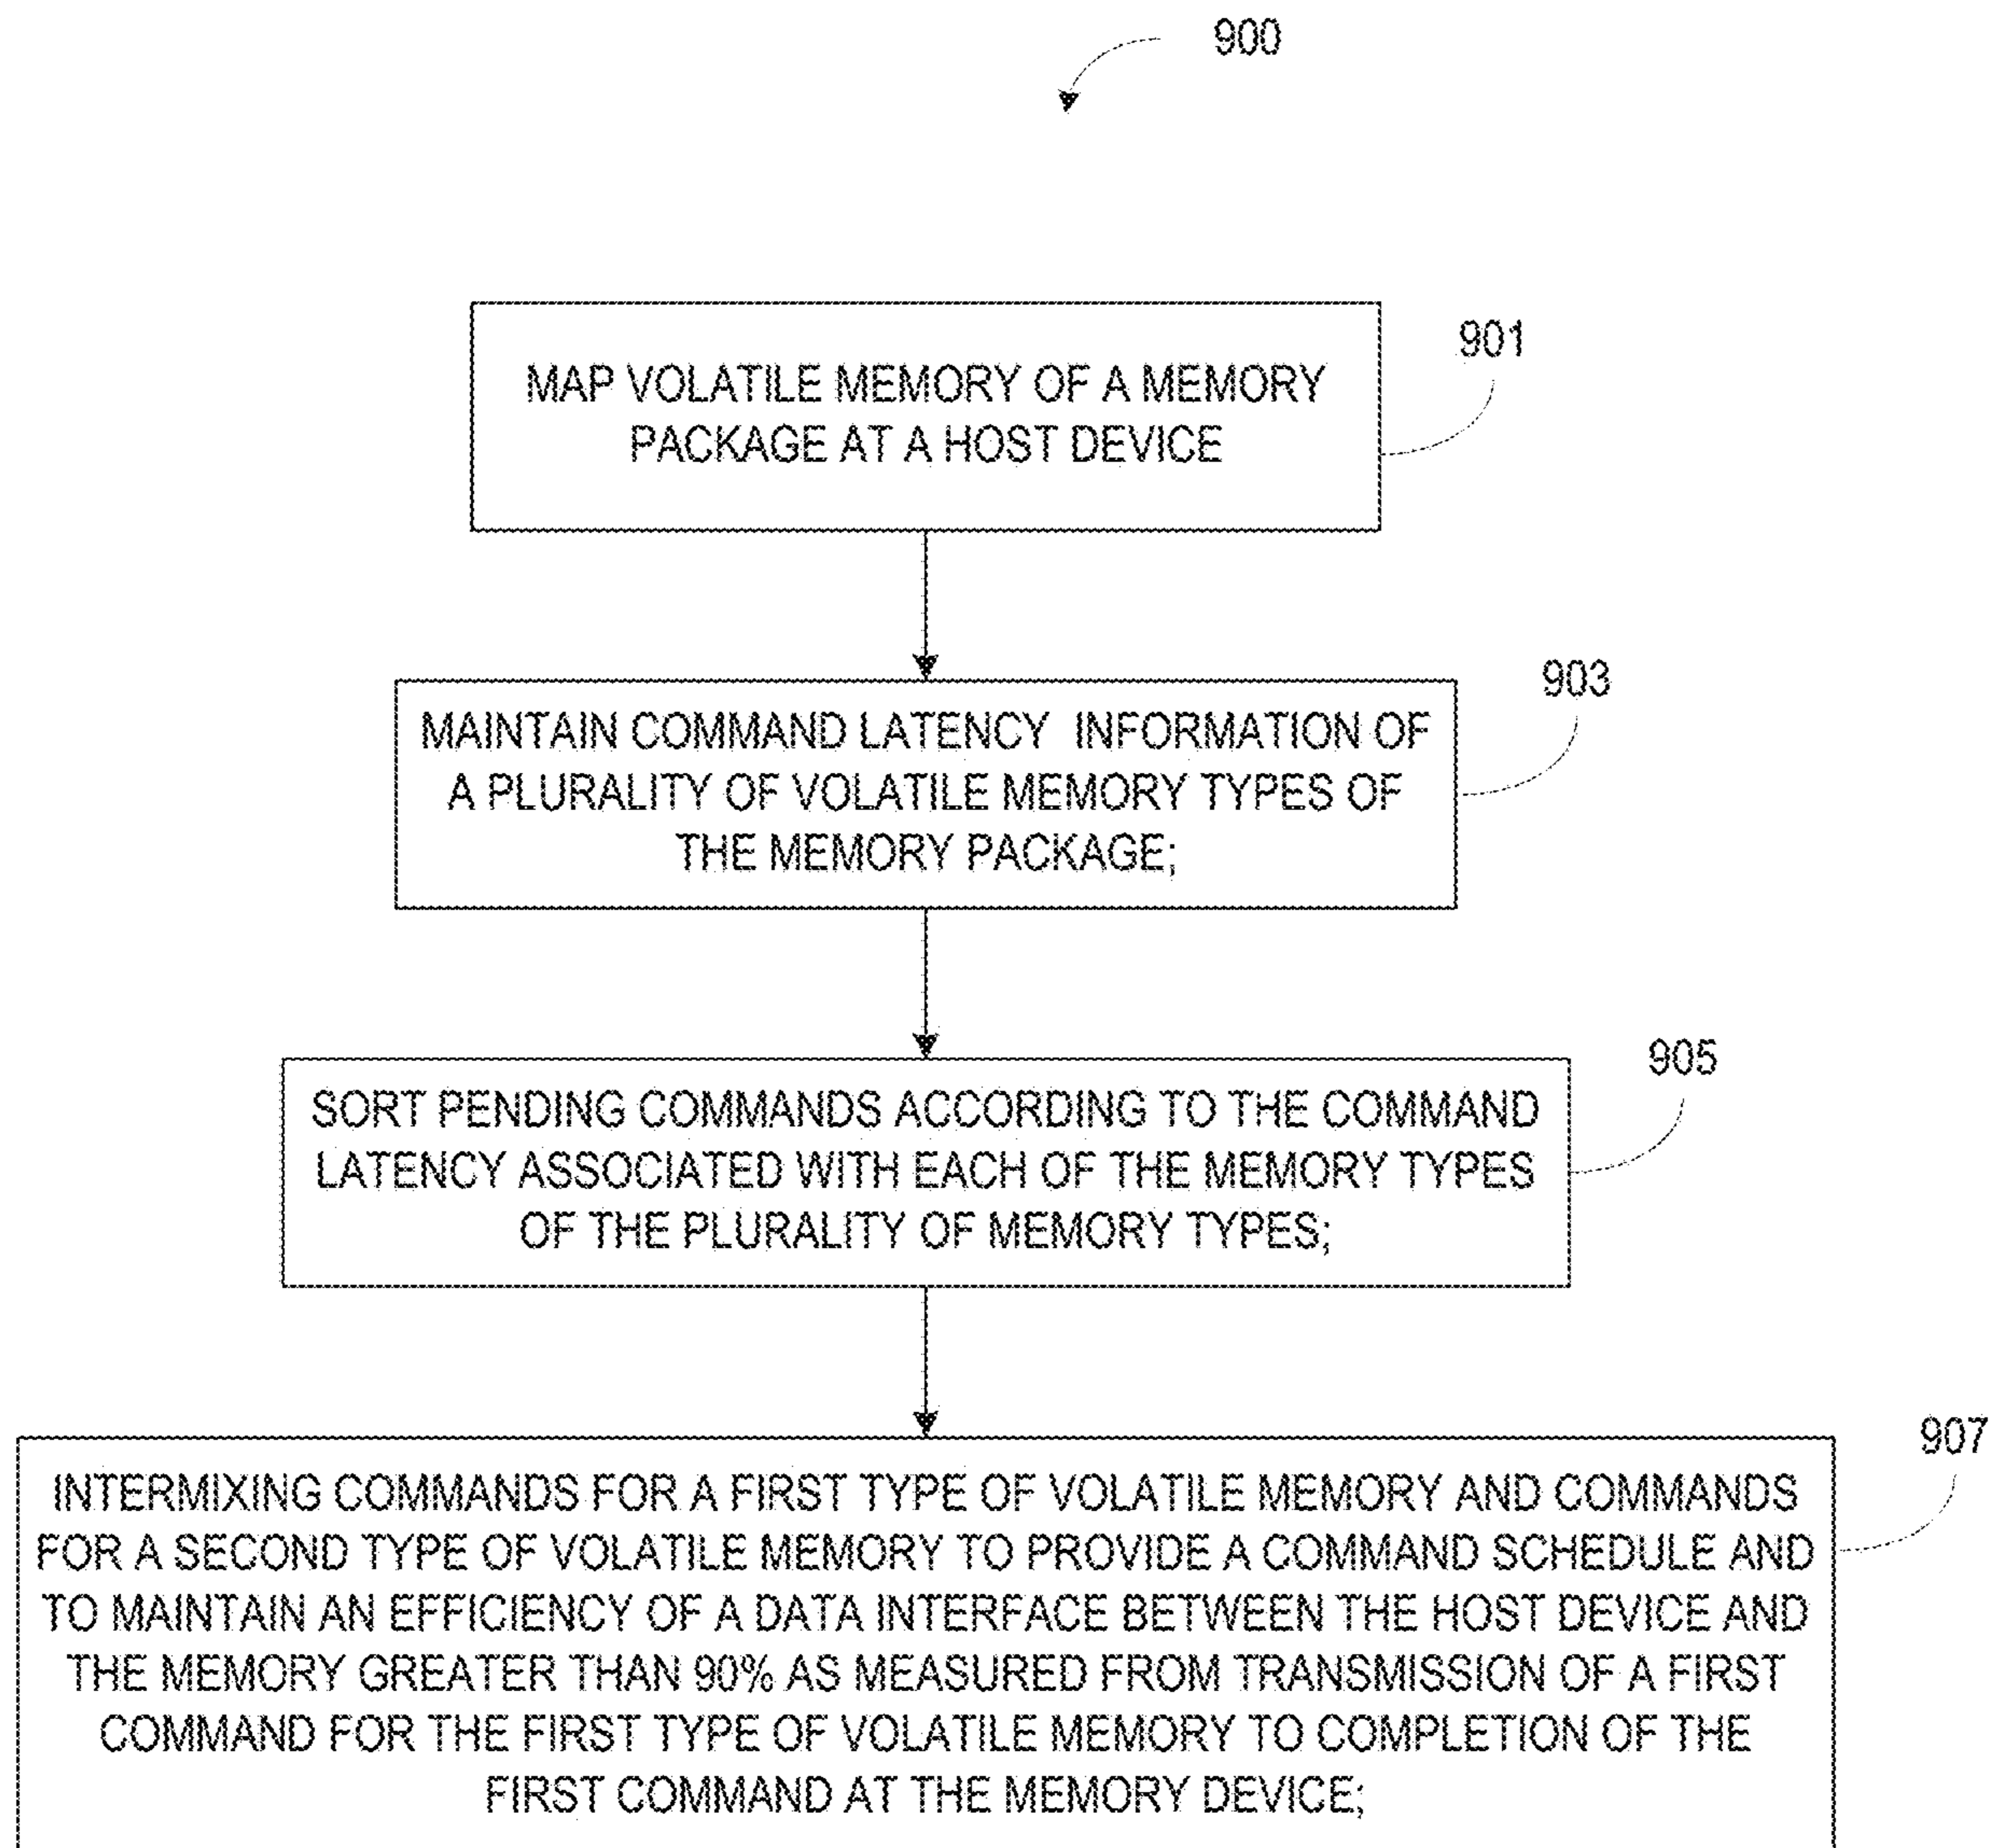 900
901
MAP VOLATILE MEMORY OF A MEMORY
PACKAGE AT A HOST DEVICE
903
MAINTAIN COMMAND LATENCY INFORMATION OF
A PLURALITY OF VOLATILE MEMORY TYPES OF
THE MEMORY PACKAGE;
905
SORT PENDING COMMANDS ACCORDING TO THE COMMAND
LATENCY ASSOCIATED WITH EACH OF THE MEMORY TYPES
OF THE PLURALITY OF MEMORY TYPES;
907
INTERMIXING COMMANDS FOR A FIRST TYPE OF VOLATILE MEMORY AND COMMANDS
FOR A SECOND TYPE OF VOLATILE MEMORY TO PROVIDE A COMMAND SCHEDULE AND
TO MAINTAIN AN EFFICIENCY OF A DATA INTERFACE BETWEEN THE HOST DEVICE AND
THE MEMORY GREATER THAN 90% AS MEASURED FROM TRANSMISSION OF A FIRST
COMMAND FOR THE FIRST TYPE OF VOLATILE MEMORY TO COMPLETION OF THE
FIRST COMMAND AT THE MEMORY DEVICE;